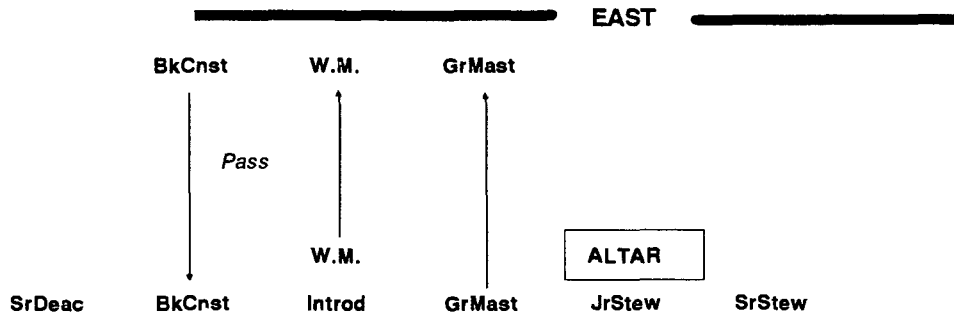 EAST
BkCnst W.M. GrMast
Pass
W.M. ALTAR
SrDeac BkCnst Introd GrMast JrStew SrStew